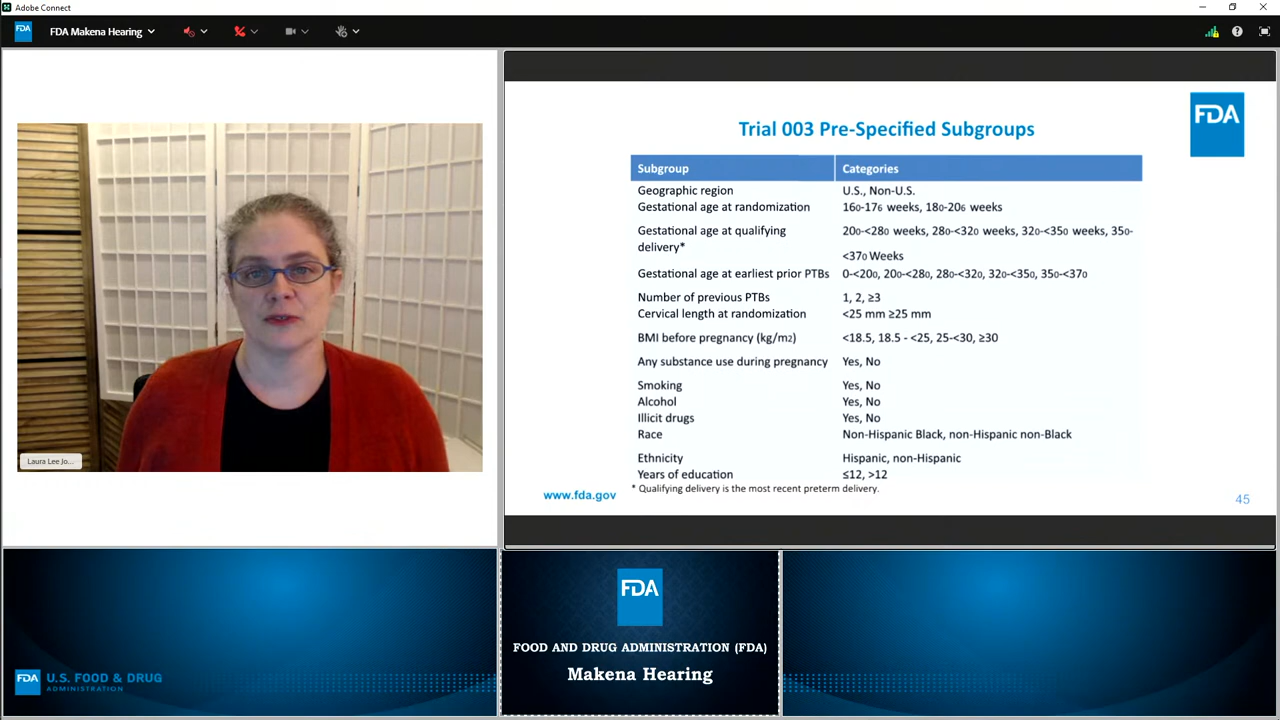 Adobe Connect
FDA
FDA Makena Hearing
Laura Lee Jo...
FDA
Trial 003 Pre-Specified Subgroups
Subgroup Categories
Geographic region U.S., Non-U.S.
Gestational age at randomization 160-176 weeks, 180-206 weeks
Gestational age at qualifying 200-<280 weeks, 280-<320 weeks, 320-<350 weeks, 350-
delivery* <370 Weeks
Gestational age at earliest prior PTBs 0-<200, 200-<280, 280-<320, 320-<350, 350-<370
Number of previous PTBs 1, 2, ≥3
Cervical length at randomization <25 mm ≥25 mm
BMI before pregnancy (kg/m2) <18.5, 18.5 - <25, 25-<30, ≥30
Any substance use during pregnancy Yes, No
Smoking Yes, No
Alcohol Yes, No
Illicit drugs Yes, No
Race Non-Hispanic Black, non-Hispanic non-Black
Ethnicity Hispanic, non-Hispanic
Years of education ≤12, >12
* Qualifying delivery is the most recent preterm delivery.
www.fda.gov
45
FDA U.S. FOOD & DRUG
ADMINISTRATION
FDA
FOOD AND DRUG ADMINISTRATION (FDA)
Makena Hearing